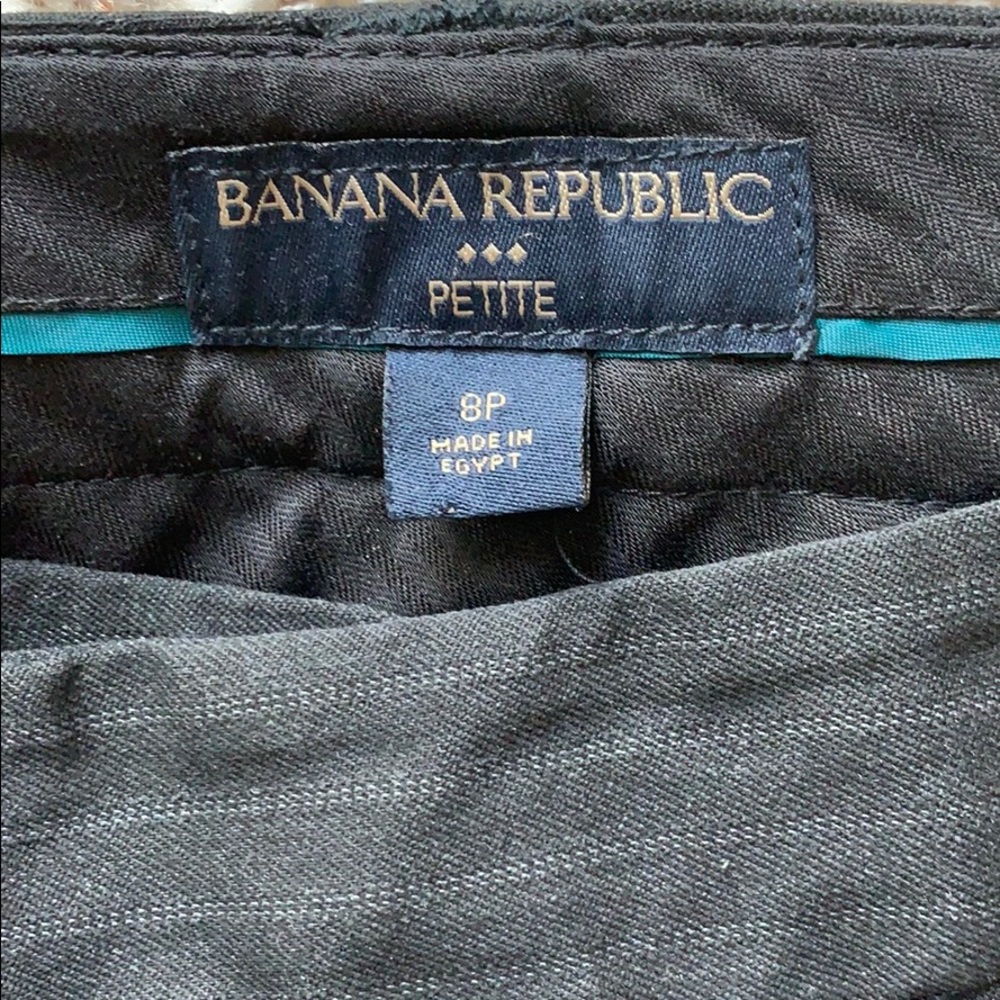 BANANA REPUBLIC
PETITE
8P
MADE IN
EGYPT